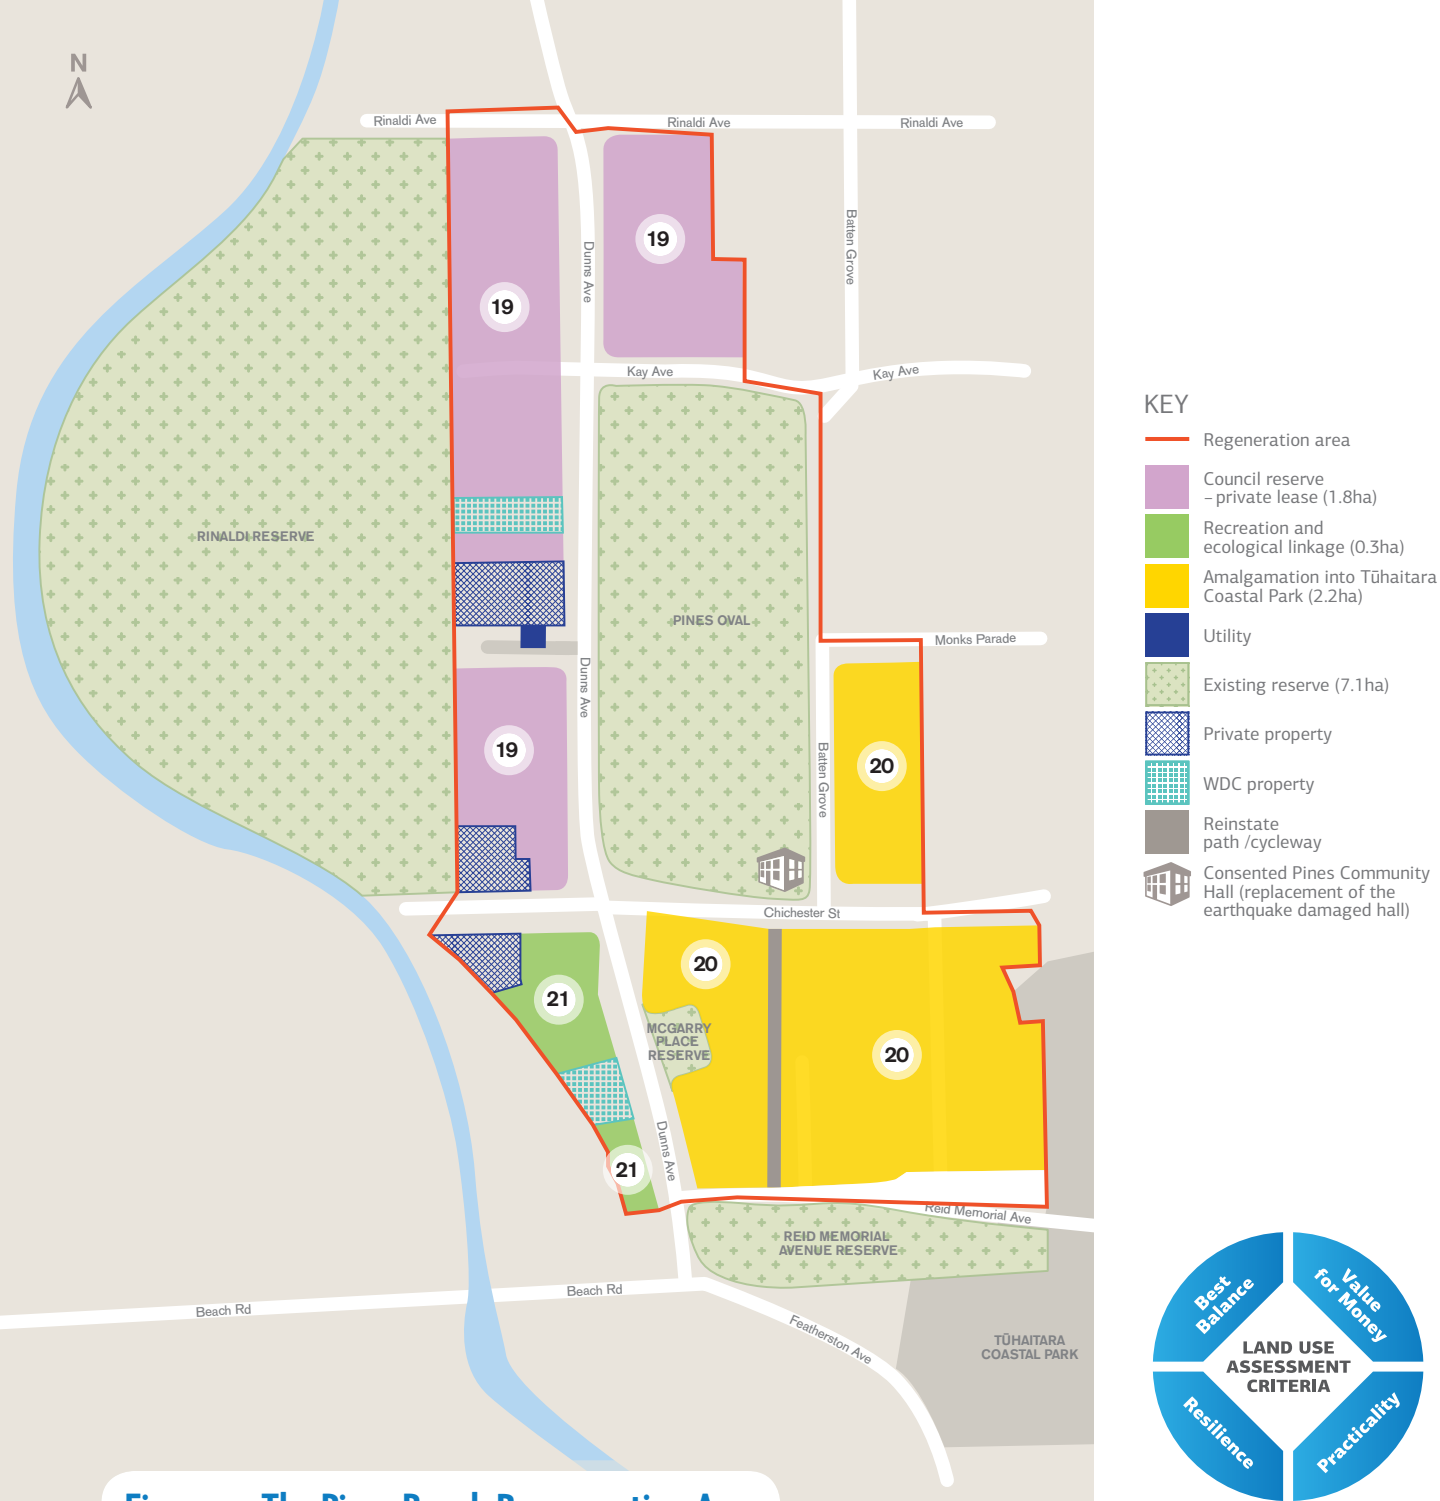 N
Rinaldi Ave
Rinaldi Ave
Rinaldi Ave
Batten Grove
Dunns Ave
19
19
Kay Ave
Kay Ave
RINALDI RESERVE
PINES OVAL
Monks Parade
Dunns Ave
19
Batten Grove
20
Chichester St
20
21
MCGARRY
PLACE
RESERVE
20
Dunns Ave
21
Reid Memorial Ave
REID MEMORIAL
AVENUE RESERVE
Beach Rd
Beach Rd
Featherston Ave
TŪHAITARA
COASTAL PARK
KEY
Regeneration area
Council reserve
– private lease (1.8ha)
Recreation and
ecological linkage (0.3ha)
Amalgamation into Tūhaitara
Coastal Park (2.2ha)
Utility
Existing reserve (7.1ha)
Private property
WDC property
Reinstate
path /cycleway
Consented Pines Community
Hall (replacement of the
earthquake damaged hall)
Best
Balance
Value
for Money
LAND USE
ASSESSMENT
CRITERIA
Resilience
Practicality